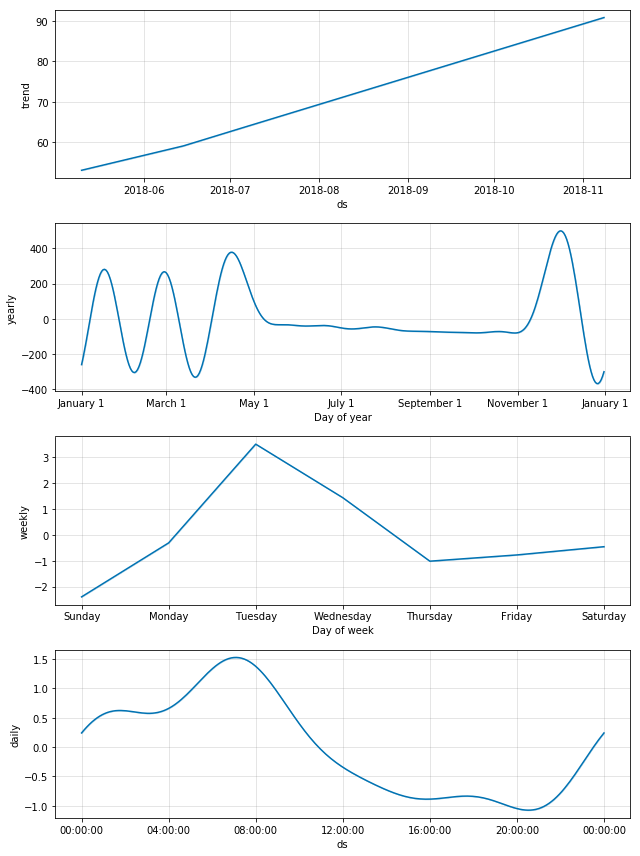 90
80
70
60
trend
2018-06 2018-07 2018-08 2018-09 2018-10 2018-11
ds
400
200
0
−200
−400
yearly
January 1 March 1 May 1 July 1 September 1 November 1 January 1
Day of year
3
2
1
0
−1
−2
weekly
Sunday Monday Tuesday Wednesday Thursday Friday Saturday
Day of week
1.5
1.0
0.5
0.0
−0.5
−1.0
daily
00:00:00 04:00:00 08:00:00 12:00:00 16:00:00 20:00:00 00:00:00
ds